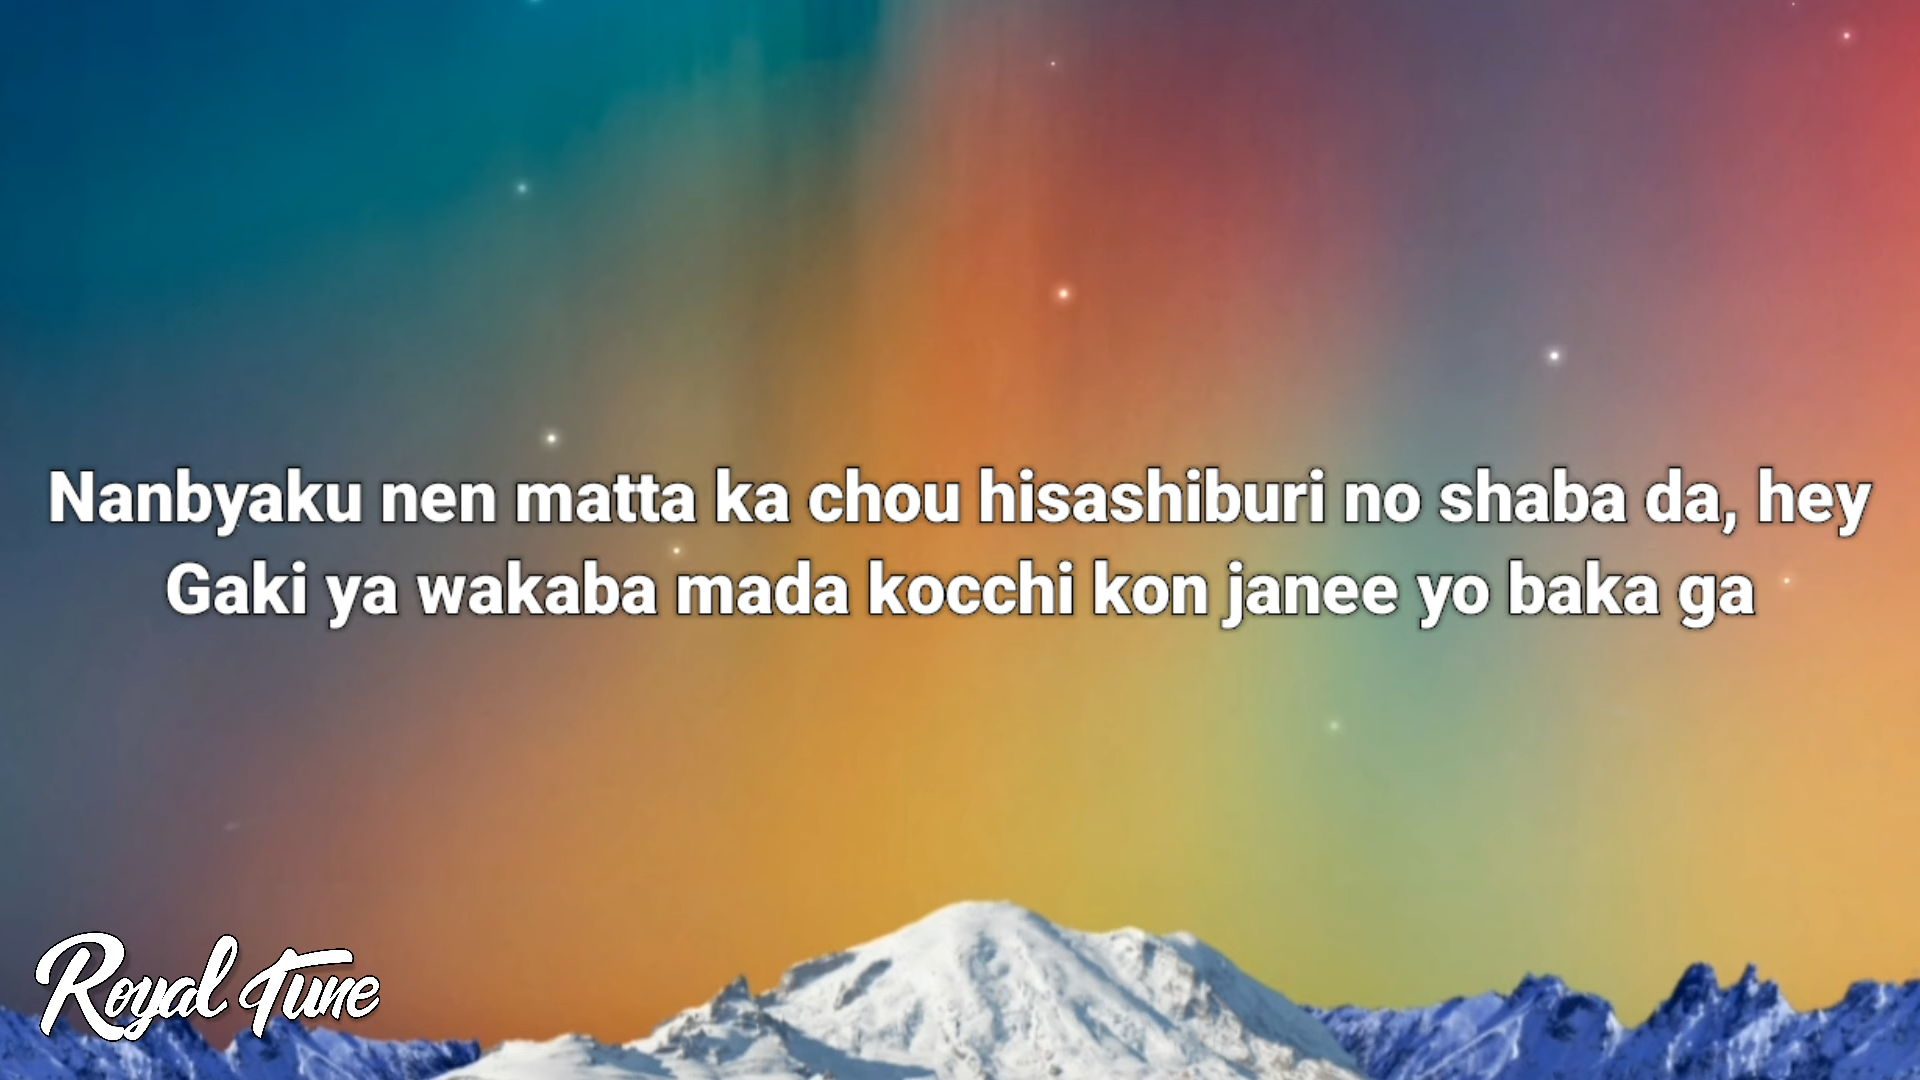 Nanbyaku nen matta ka chou hisashiburi no shaba da, hey
Gaki ya wakaba mada kocchi kon janee yo baka ga
Royal Tune